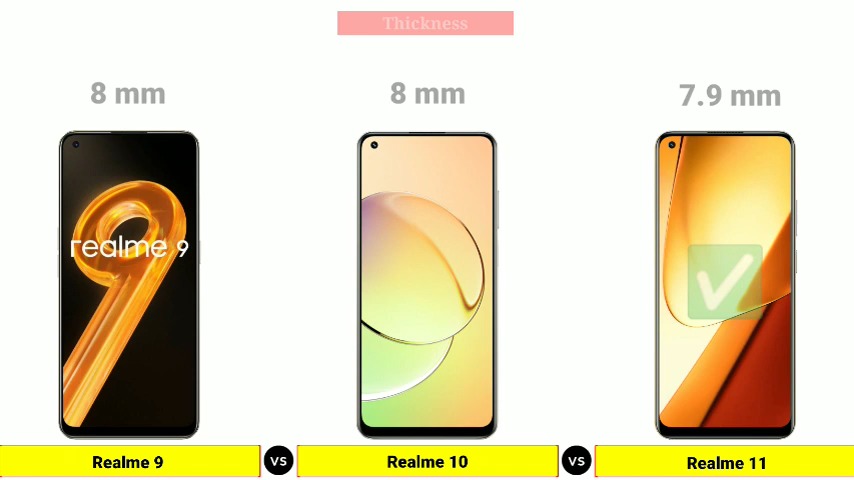 Thickness
8 mm
8 mm
7.9 mm
realme 9
Realme 9
VS
Realme 10
VS
Realme 11